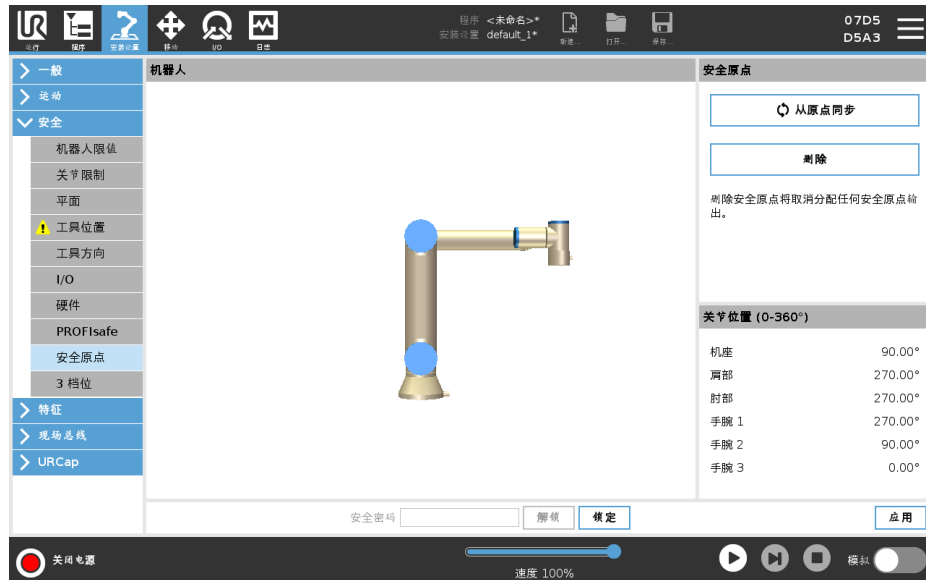 UR
运行
程序
安装设置
移动
I/O
日志
程序 <未命名>*
安装设置 default_1*
新建...
打开...
保存...
07D5
D5A3
一般
运动
安全
机器人限值
关节限制
平面
工具位置
工具方向
I/O
硬件
PROFIsafe
安全原点
3 档位
特征
现场总线
URCap
机器人
安全密码
解锁
锁定
安全原点
从原点同步
删除
删除安全原点将取消分配任何安全原点输
出。
关节位置 (0-360°)
机座 90.00°
肩部 270.00°
肘部 270.00°
手腕 1 270.00°
手腕 2 90.00°
手腕 3 0.00°
应用
关闭电源
速度 100%
模拟